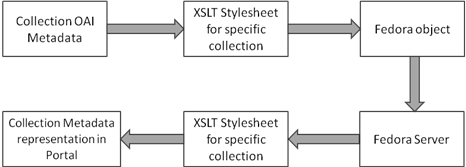 Collection OAI
Metadata
XSLT Stylesheet
for specific
collection
Fedora object
Collection Metadata
representation in
Portal
XSLT Stylesheet
for specific
collection
Fedora Server